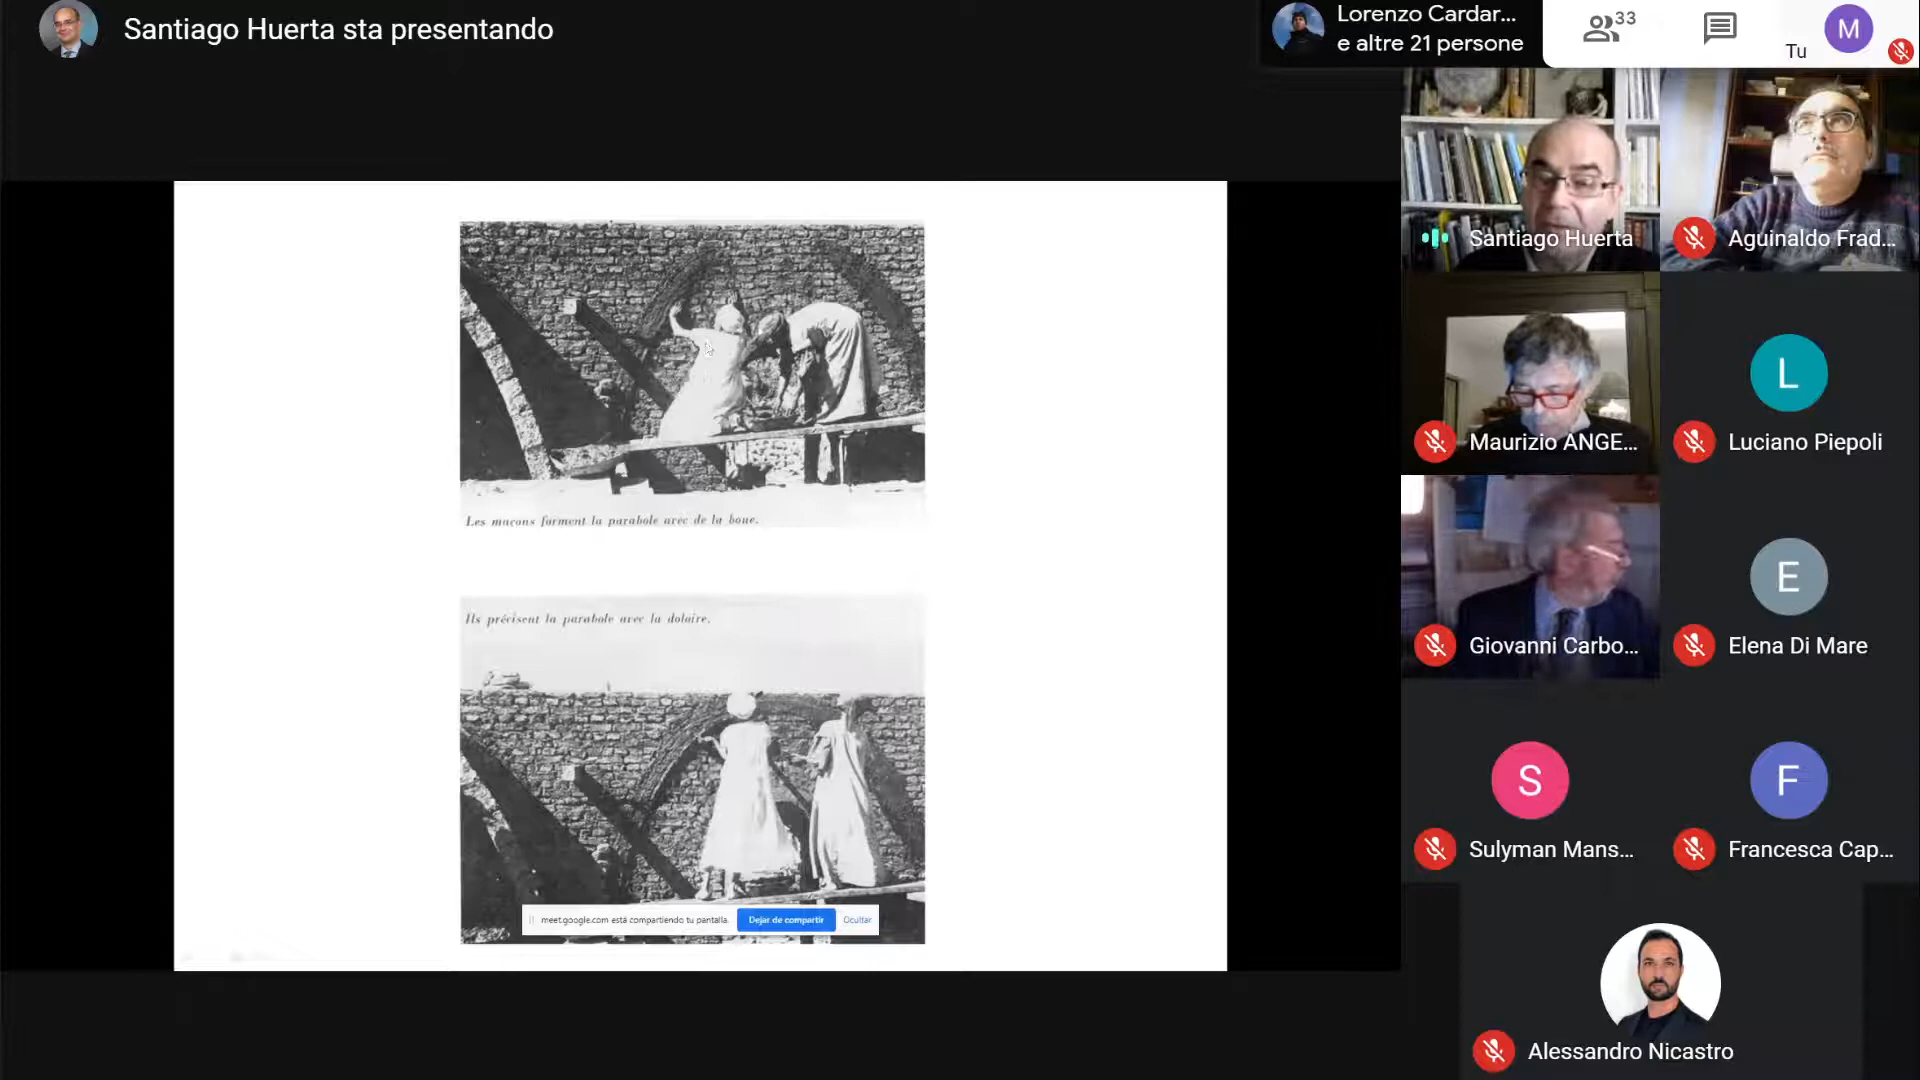 Santiago Huerta sta presentando
Lorenzo Cardar...
e altre 21 persone
33
Tu
M
Santiago Huerta
Aguinaldo Frad...
Maurizio ANGE...
L
Luciano Piepoli
Giovanni Carbo...
E
Elena Di Mare
S
Sulyman Mans...
F
Francesca Cap...
Alessandro Nicastro
Les maçons forment la parabole avec de la boue.
Ils précisent la parabole avec la doloire.
meet.google.com está compartiendo tu pantalla.
Dejar de compartir
Ocultar